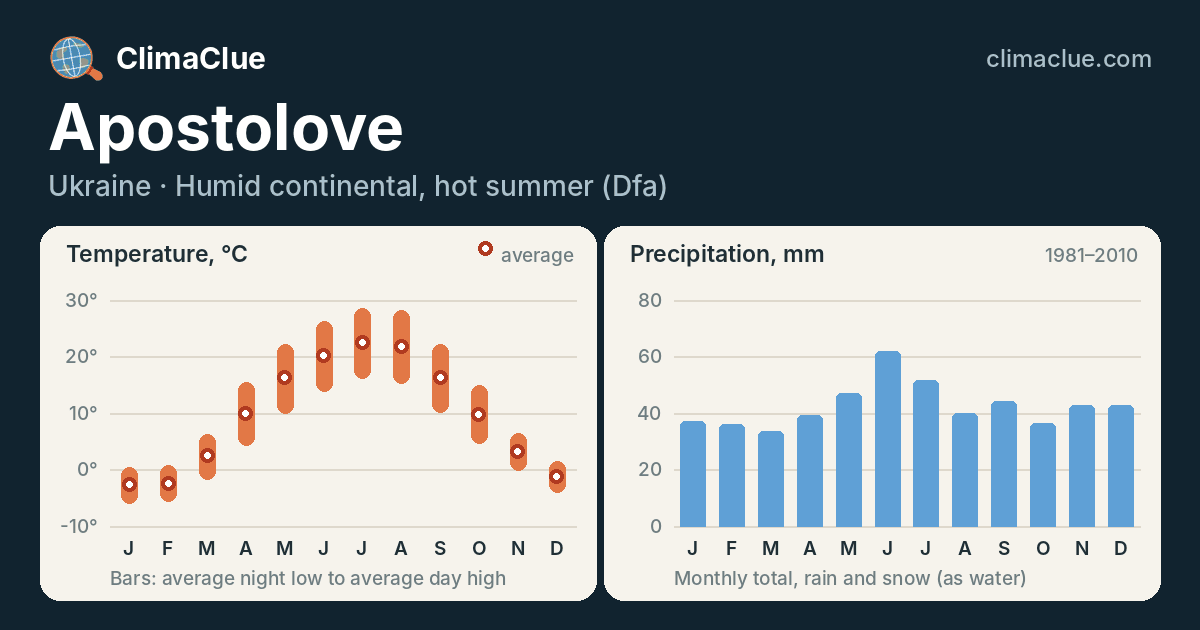 ClimaClue
climaclue.com
Apostolove
Ukraine · Humid continental, hot summer (Dfa)
Temperature, °C
average
30°
20°
10°
0°
-10°
J F M A M J J A S O N D
Bars: average night low to average day high
Precipitation, mm
1981–2010
80
60
40
20
0
J F M A M J J A S O N D
Monthly total, rain and snow (as water)